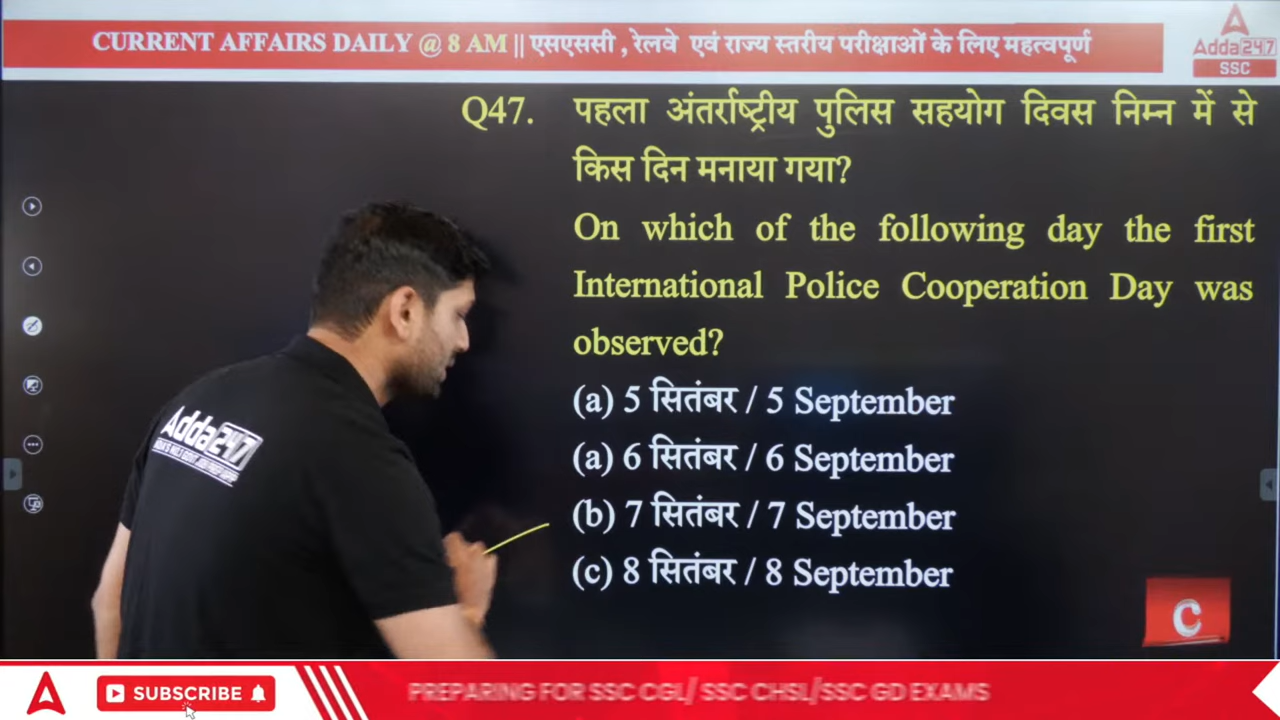 CURRENT AFFAIRS DAILY @ 8 AM || एसएससी , रेलवे एवं राज्य स्तरीय परीक्षाओं के लिए महत्वपूर्ण
Adda247
SSC
Q47. पहला अंतर्राष्ट्रीय पुलिस सहयोग दिवस निम्न में से
किस दिन मनाया गया?
On which of the following day the first
International Police Cooperation Day was
observed?
(a) 5 सितंबर / 5 September
(a) 6 सितंबर / 6 September
(b) 7 सितंबर / 7 September
(c) 8 सितंबर / 8 September
C
Adda247
SUBSCRIBE
PREPARING FOR SSC CGL/ SSC CHSL/SSC GD EXAMS